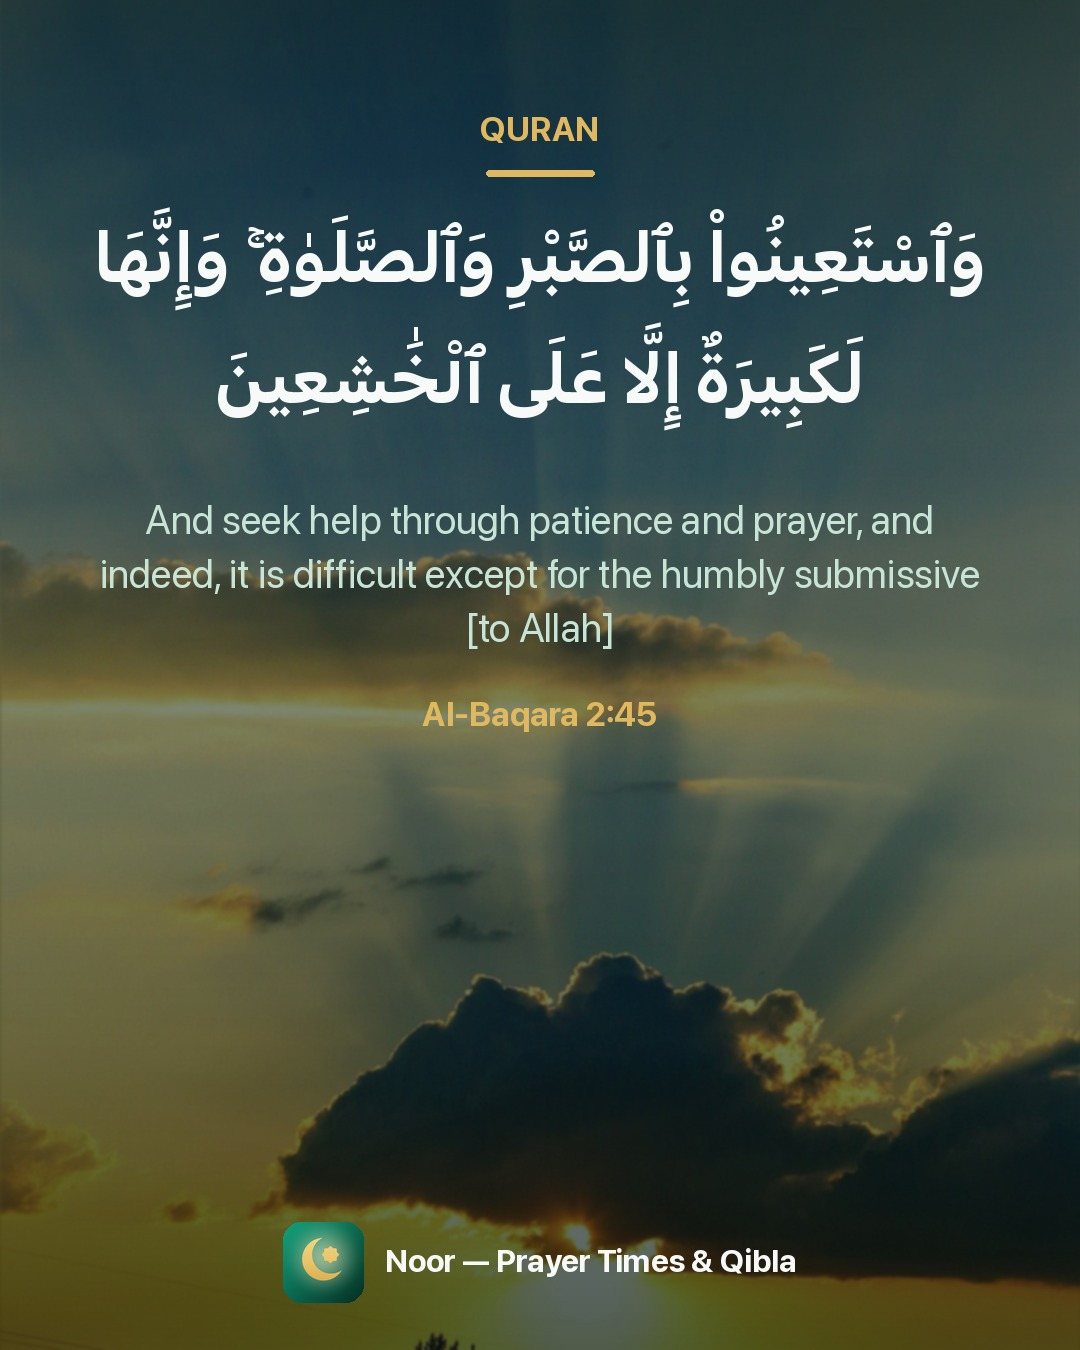 QURAN
وَٱسْتَعِينُوا۟ بِٱلصَّبْرِ وَٱلصَّلَوٰةِ ۚ وَإِنَّهَا
لَكَبِيرَةٌ إِلَّا عَلَى ٱلْخَٰشِعِينَ
And seek help through patience and prayer, and
indeed, it is difficult except for the humbly submissive
[to Allah]
Al-Baqara 2:45
Noor — Prayer Times & Qibla